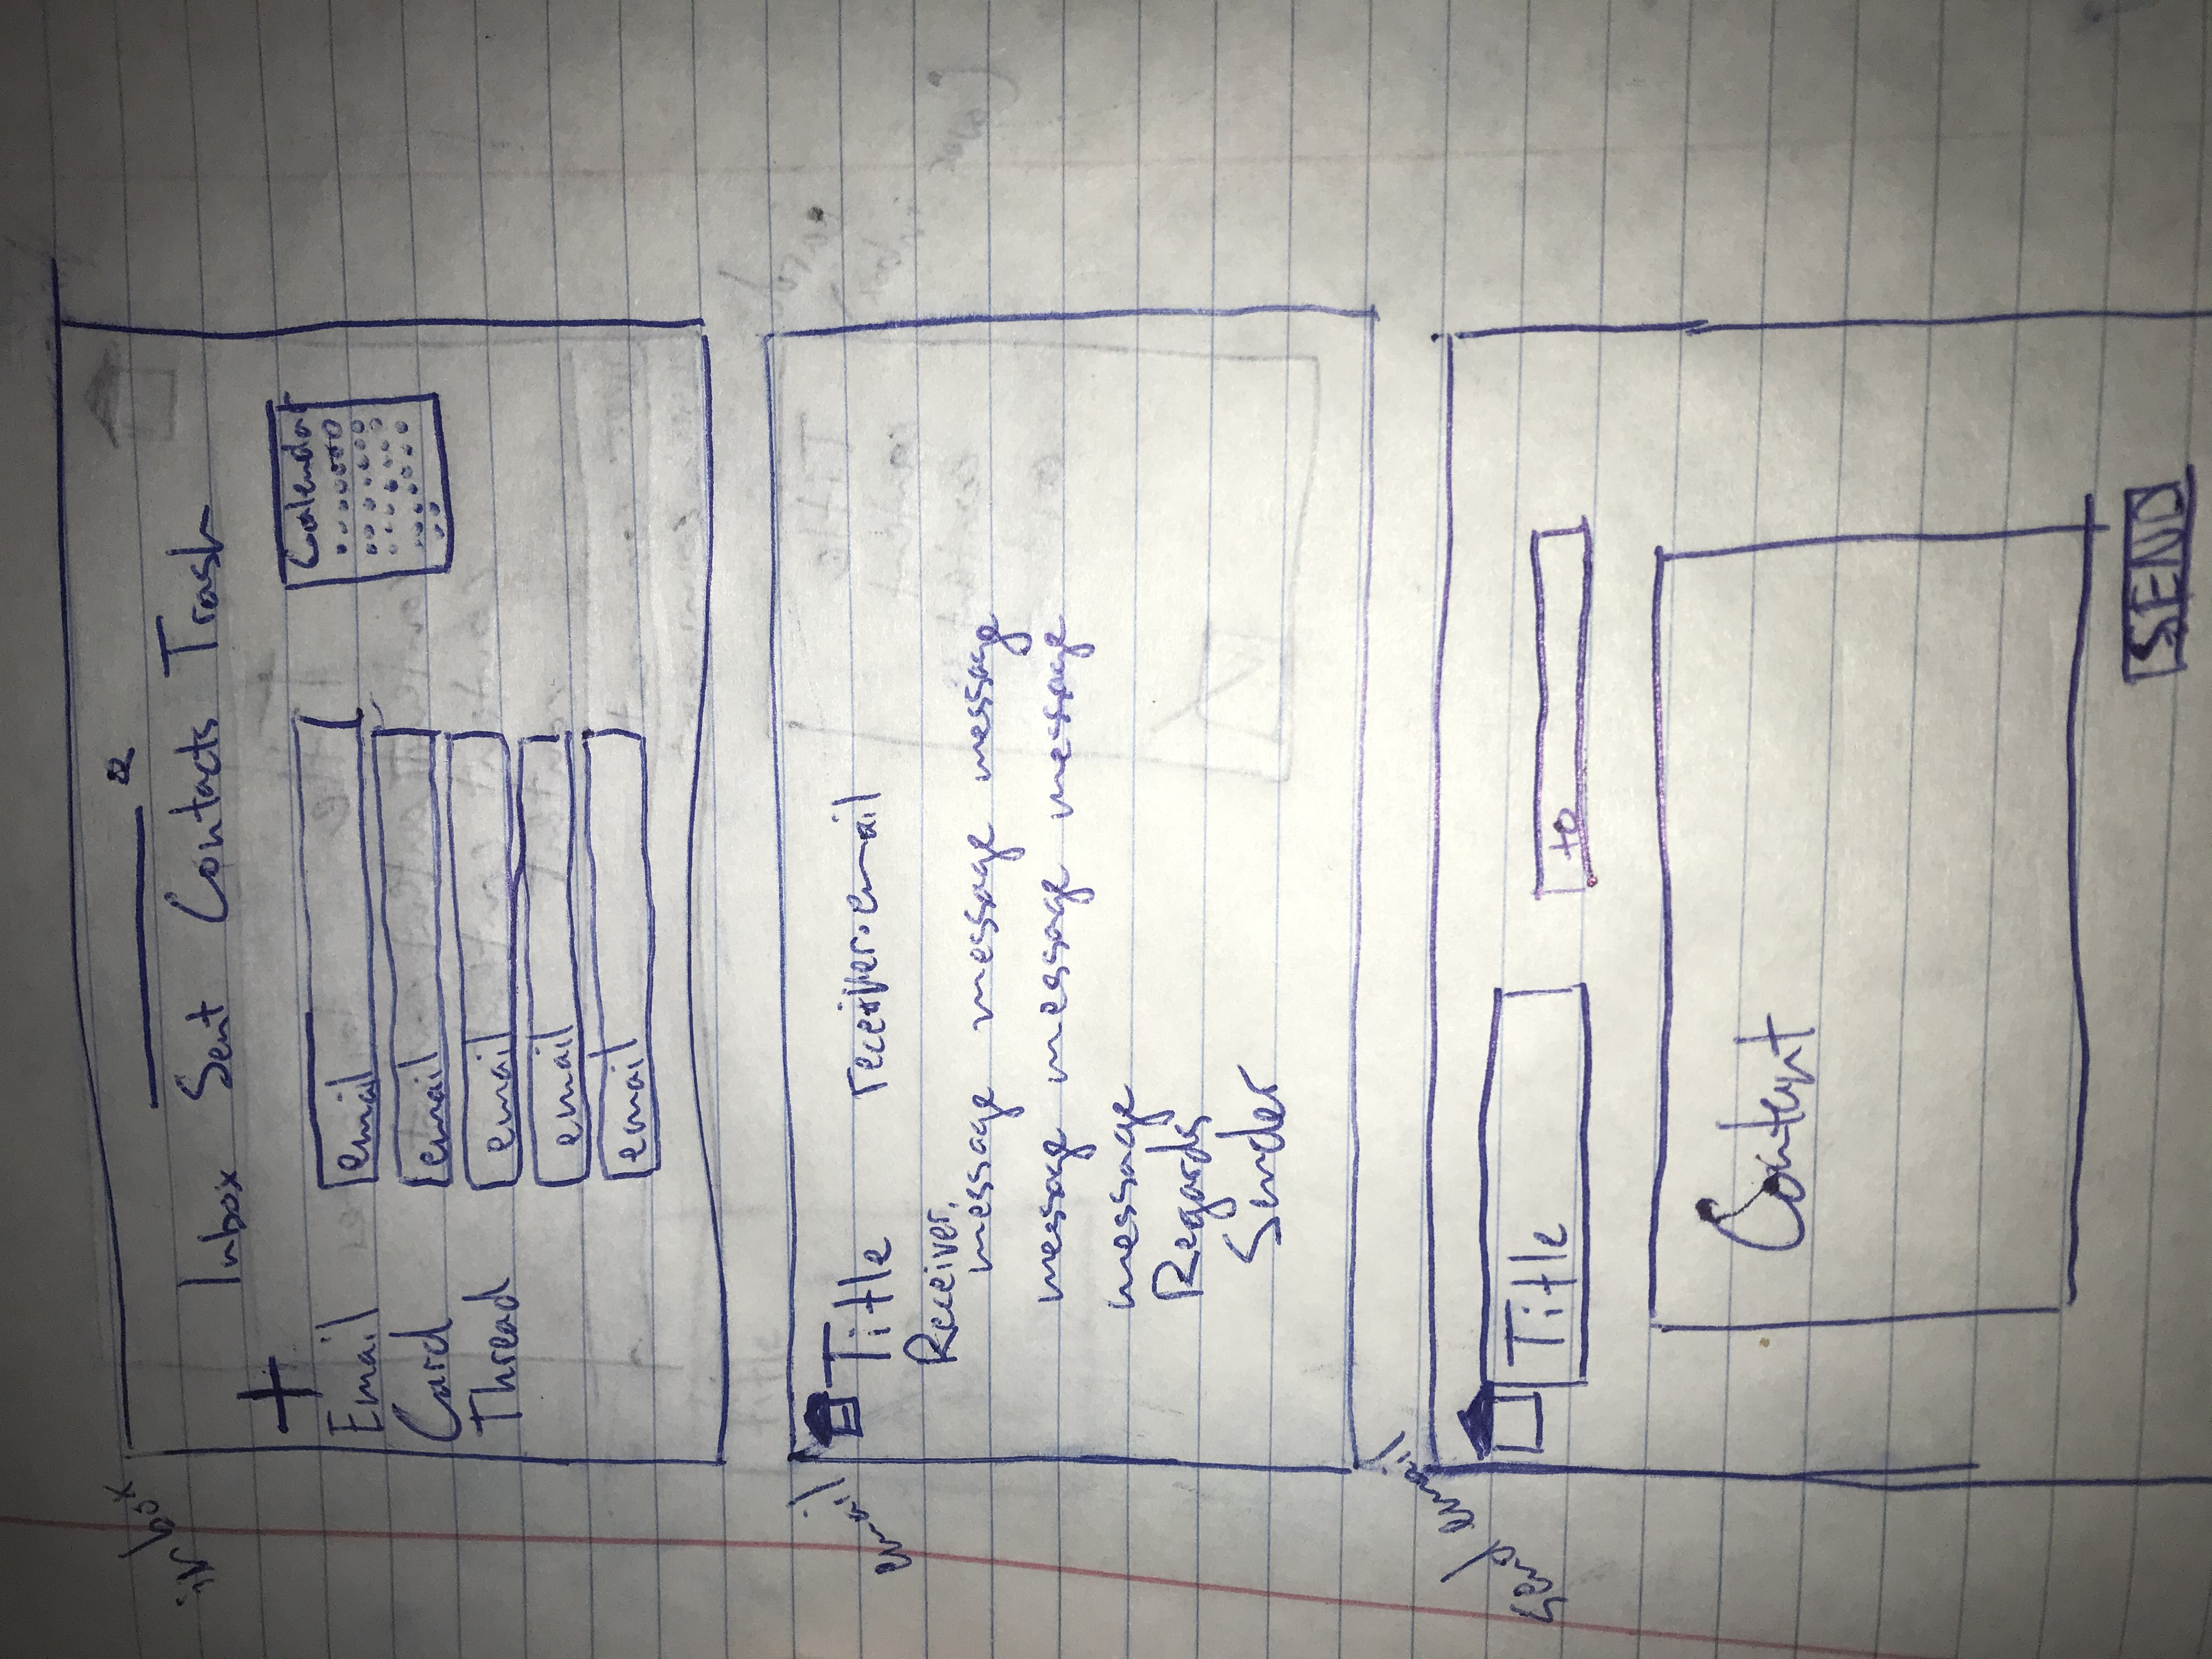 inbox
Inbox Sent Contacts Trash
Email
Card
Thread
email
email
email
email
email
Calendar
email
Title receiver.email
Receiver,
message message message
message message message
message
Regards
Sender
Send email
Title
to
Content
SEND